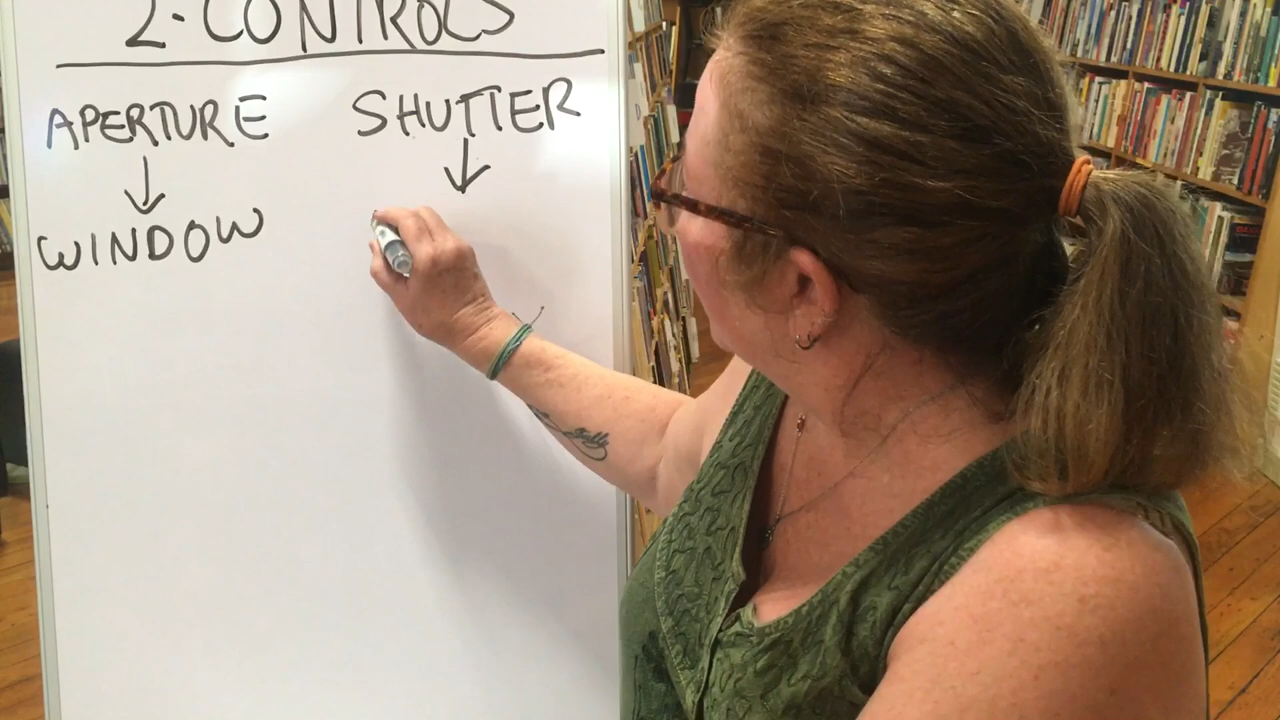 2·CONTROLS
APERTURE SHUTTER
↓ ↓
WINDOW